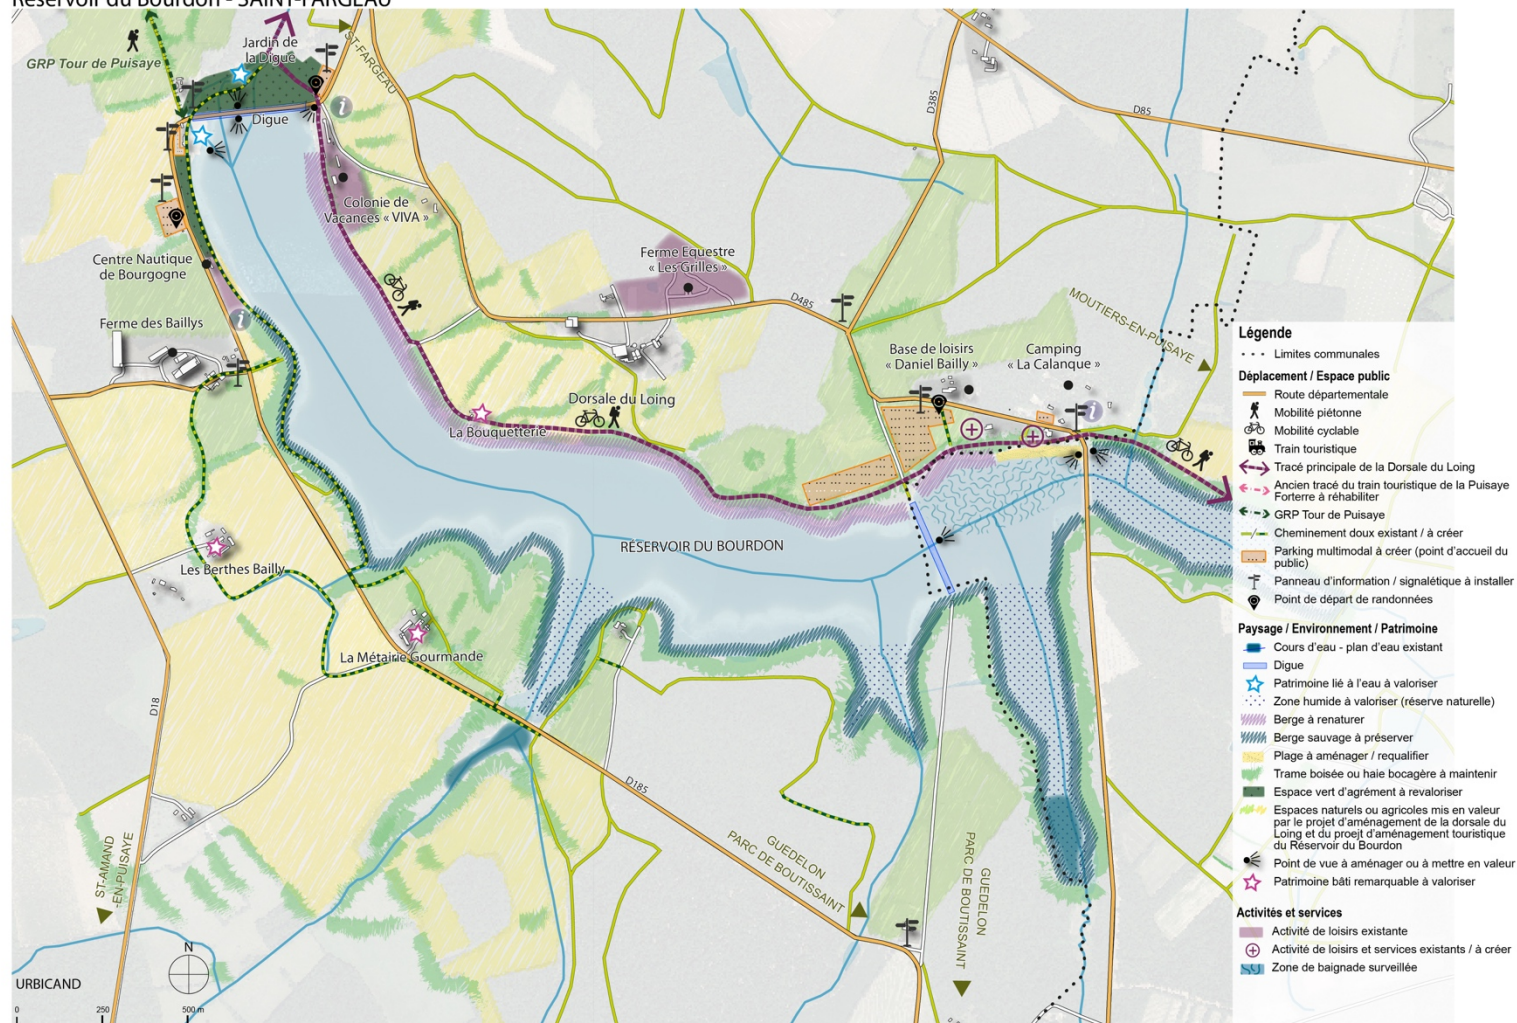 Réservoir du Bourdon - SAINT-FARGEAU
GRP Tour de Puisaye
Jardin de
la Digue
ST-FARGEAU
Digue
i
D385
D85
Colonie de
Vacances « VIVA »
Centre Nautique
de Bourgogne
Ferme Equestre
« Les Grilles »
D485
MOUTIERS-EN-PUISAYE
Ferme des Baillys
i
Base de loisirs
« Daniel Bailly »
Camping
« La Calanque »
i
Dorsale du Loing
La Bouquetterie
RÉSERVOIR DU BOURDON
Les Berthes Bailly
La Métairie Gourmande
D18
D185
ST-AMAND
-EN-PUISAYE
GUEDELON
PARC DE BOUTISSAINT
GUEDELON
PARC DE BOUTISSAINT
N
URBICAND
0 250 500 m
Légende
Limites communales
Déplacement / Espace public
Route départementale
Mobilité piétonne
Mobilité cyclable
Train touristique
Tracé principale de la Dorsale du Loing
Ancien tracé du train touristique de la Puisaye
Forterre à réhabiliter
GRP Tour de Puisaye
Cheminement doux existant / à créer
Parking multimodal à créer (point d'accueil du
public)
Panneau d'information / signalétique à installer
Point de départ de randonnées
Paysage / Environnement / Patrimoine
Cours d'eau - plan d'eau existant
Digue
Patrimoine lié à l'eau à valoriser
Zone humide à valoriser (réserve naturelle)
Berge à renaturer
Berge sauvage à préserver
Plage à aménager / requalifier
Trame boisée ou haie bocagère à maintenir
Espace vert d'agrément à revaloriser
Espaces naturels ou agricoles mis en valeur
par le projet d'aménagement de la dorsale du
Loing et du proejt d'aménagement touristique
du Réservoir du Bourdon
Point de vue à aménager ou à mettre en valeur
Patrimoine bâti remarquable à valoriser
Activités et services
Activité de loisirs existante
Activité de loisirs et services existants / à créer
Zone de baignade surveillée